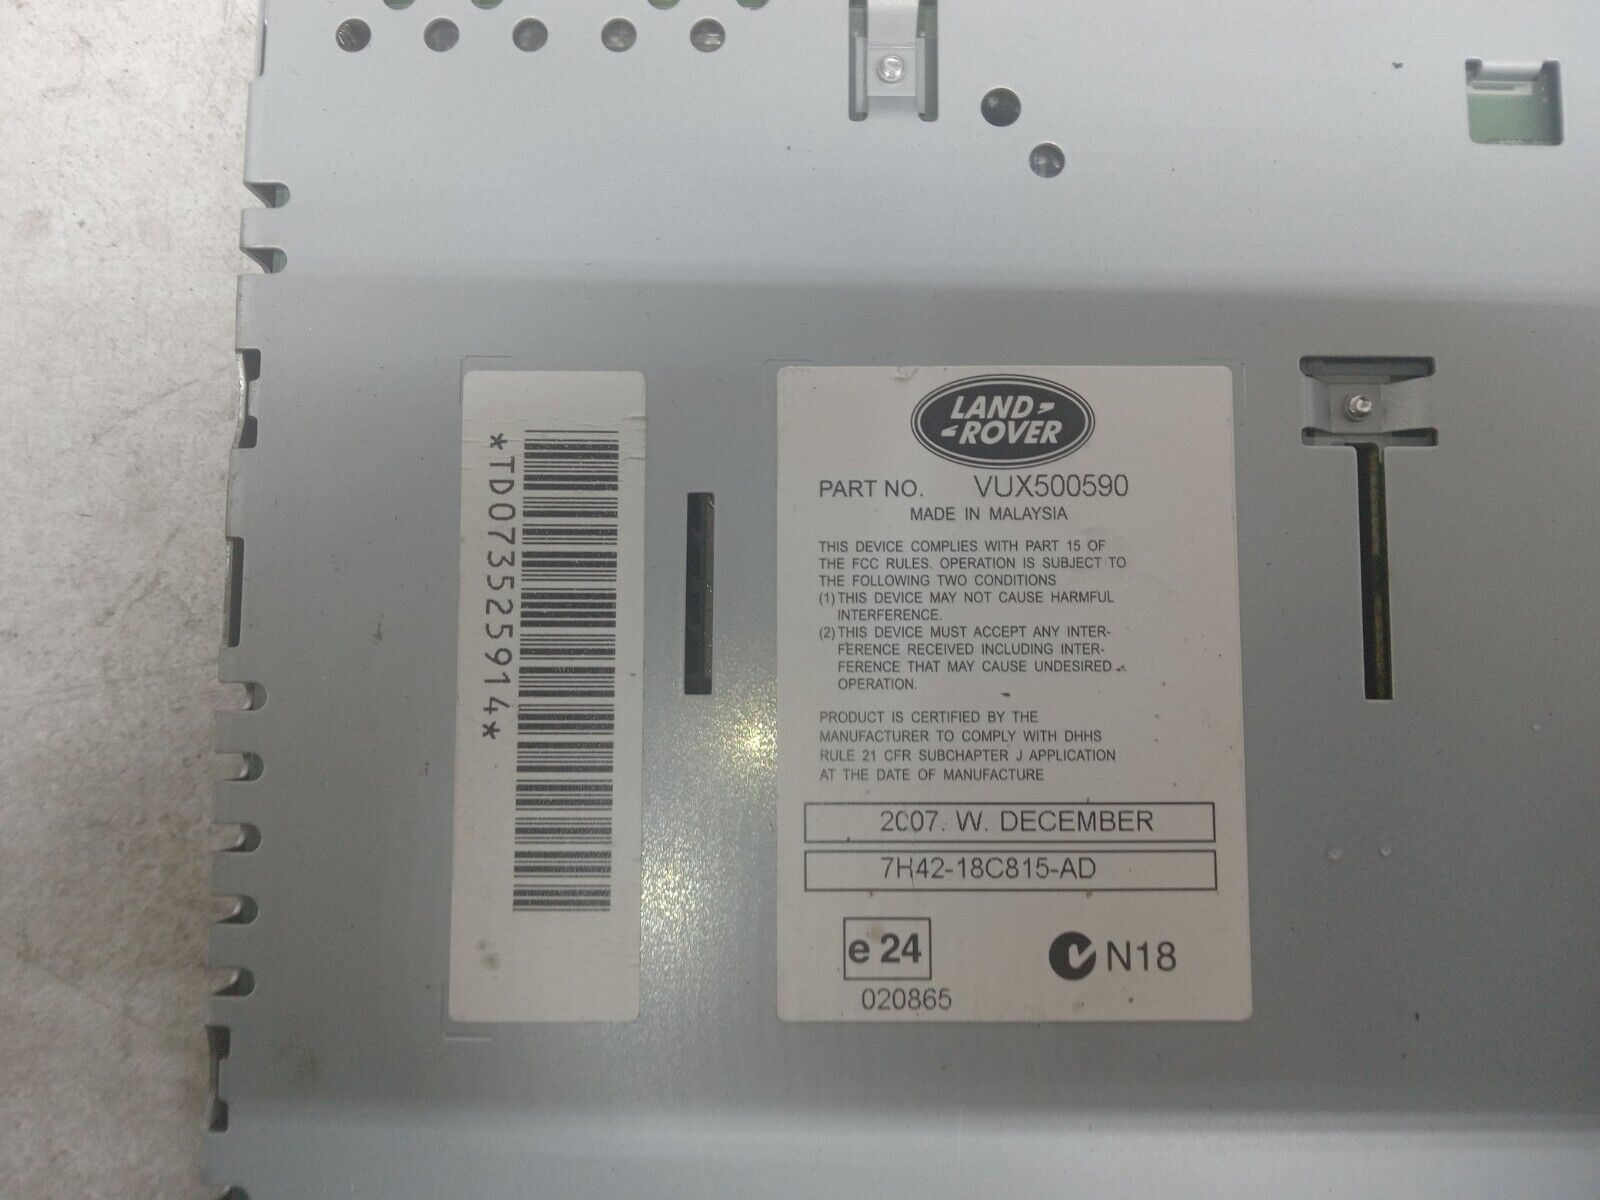 *TD0735255914*
LAND
ROVER
PART NO. VUX500590
MADE IN MALAYSIA
THIS DEVICE COMPLIES WITH PART 15 OF
THE FCC RULES. OPERATION IS SUBJECT TO
THE FOLLOWING TWO CONDITIONS
(1) THIS DEVICE MAY NOT CAUSE HARMFUL
INTERFERENCE.
(2) THIS DEVICE MUST ACCEPT ANY INTER-
FERENCE RECEIVED INCLUDING INTER-
FERENCE THAT MAY CAUSE UNDESIRED
OPERATION.
PRODUCT IS CERTIFIED BY THE
MANUFACTURER TO COMPLY WITH DHHS
RULE 21 CFR SUBCHAPTER J APPLICATION
AT THE DATE OF MANUFACTURE
2007. W. DECEMBER
7H42-18C815-AD
e 24
N18
020865